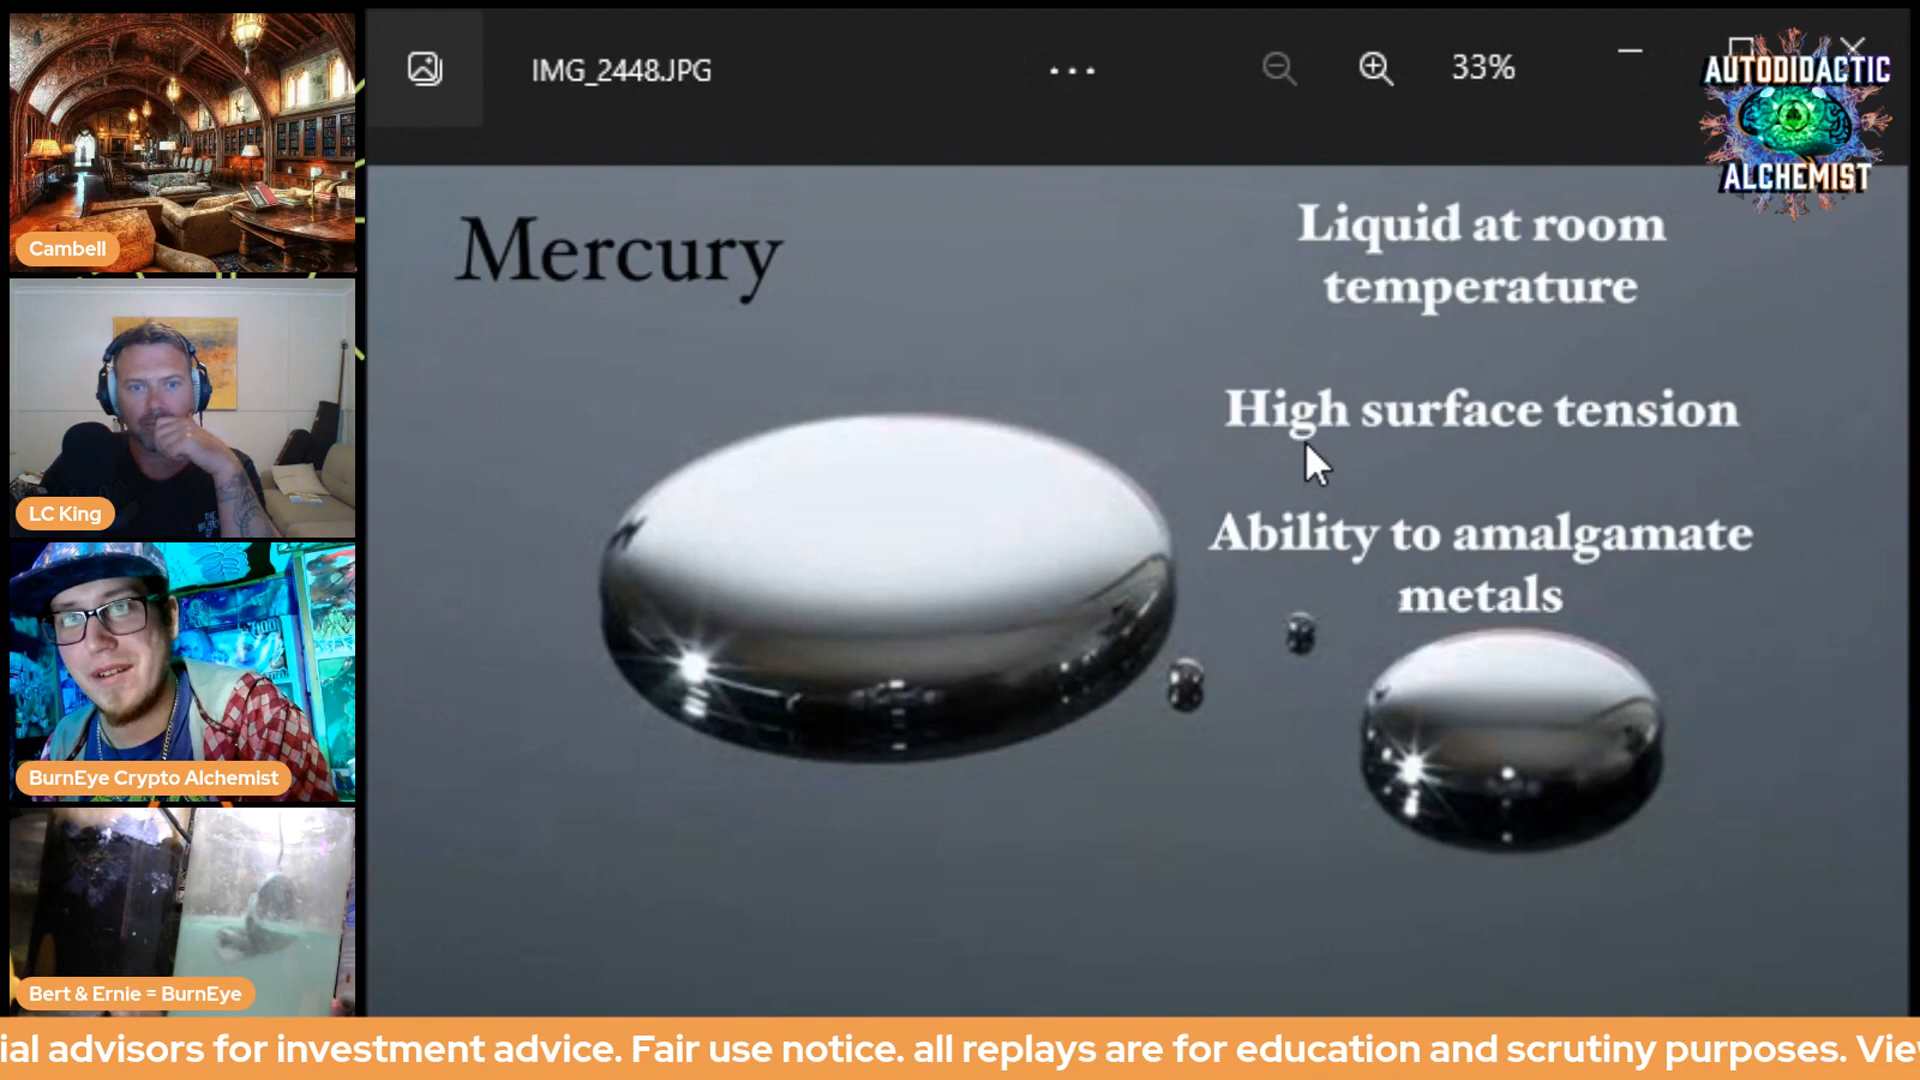 IMG_2448.JPG
33%
AUTODIDACTIC
ALCHEMIST
Mercury
Liquid at room
temperature
High surface tension
Ability to amalgamate
metals
Cambell
LC King
BurnEye Crypto Alchemist
Bert & Ernie = BurnEye
ial advisors for investment advice. Fair use notice. all replays are for education and scrutiny purposes. Vie